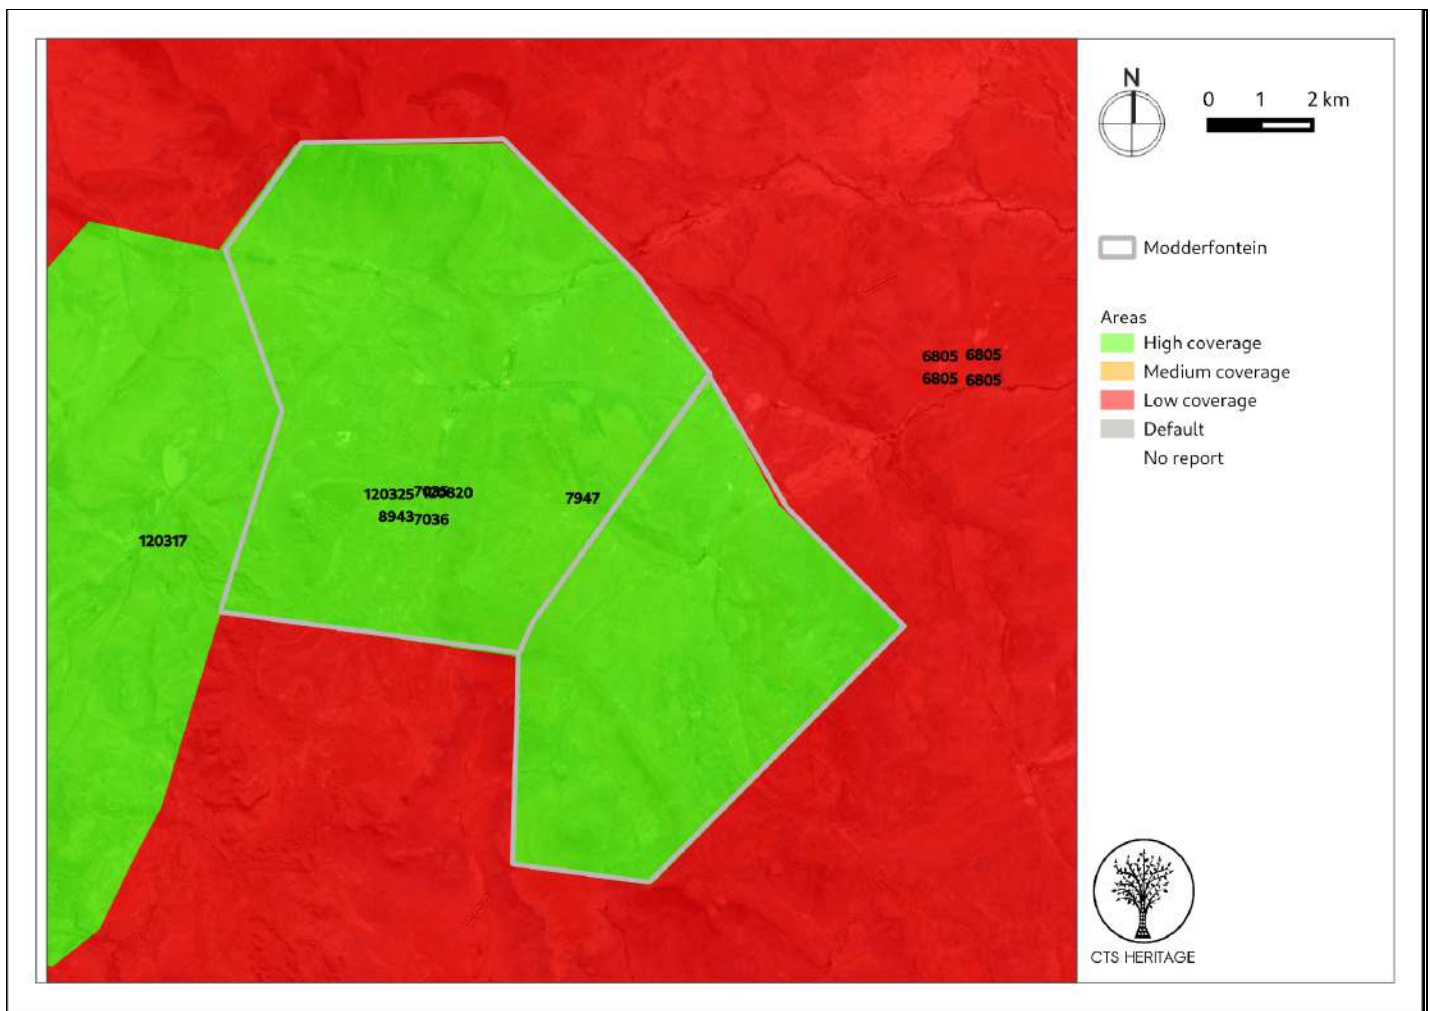 N
0 1 2 km
Modderfontein
Areas
High coverage
Medium coverage
Low coverage
Default
No report
6805 6805
6805 6805
120325
7947
8943 7036
120317
CTS HERITAGE